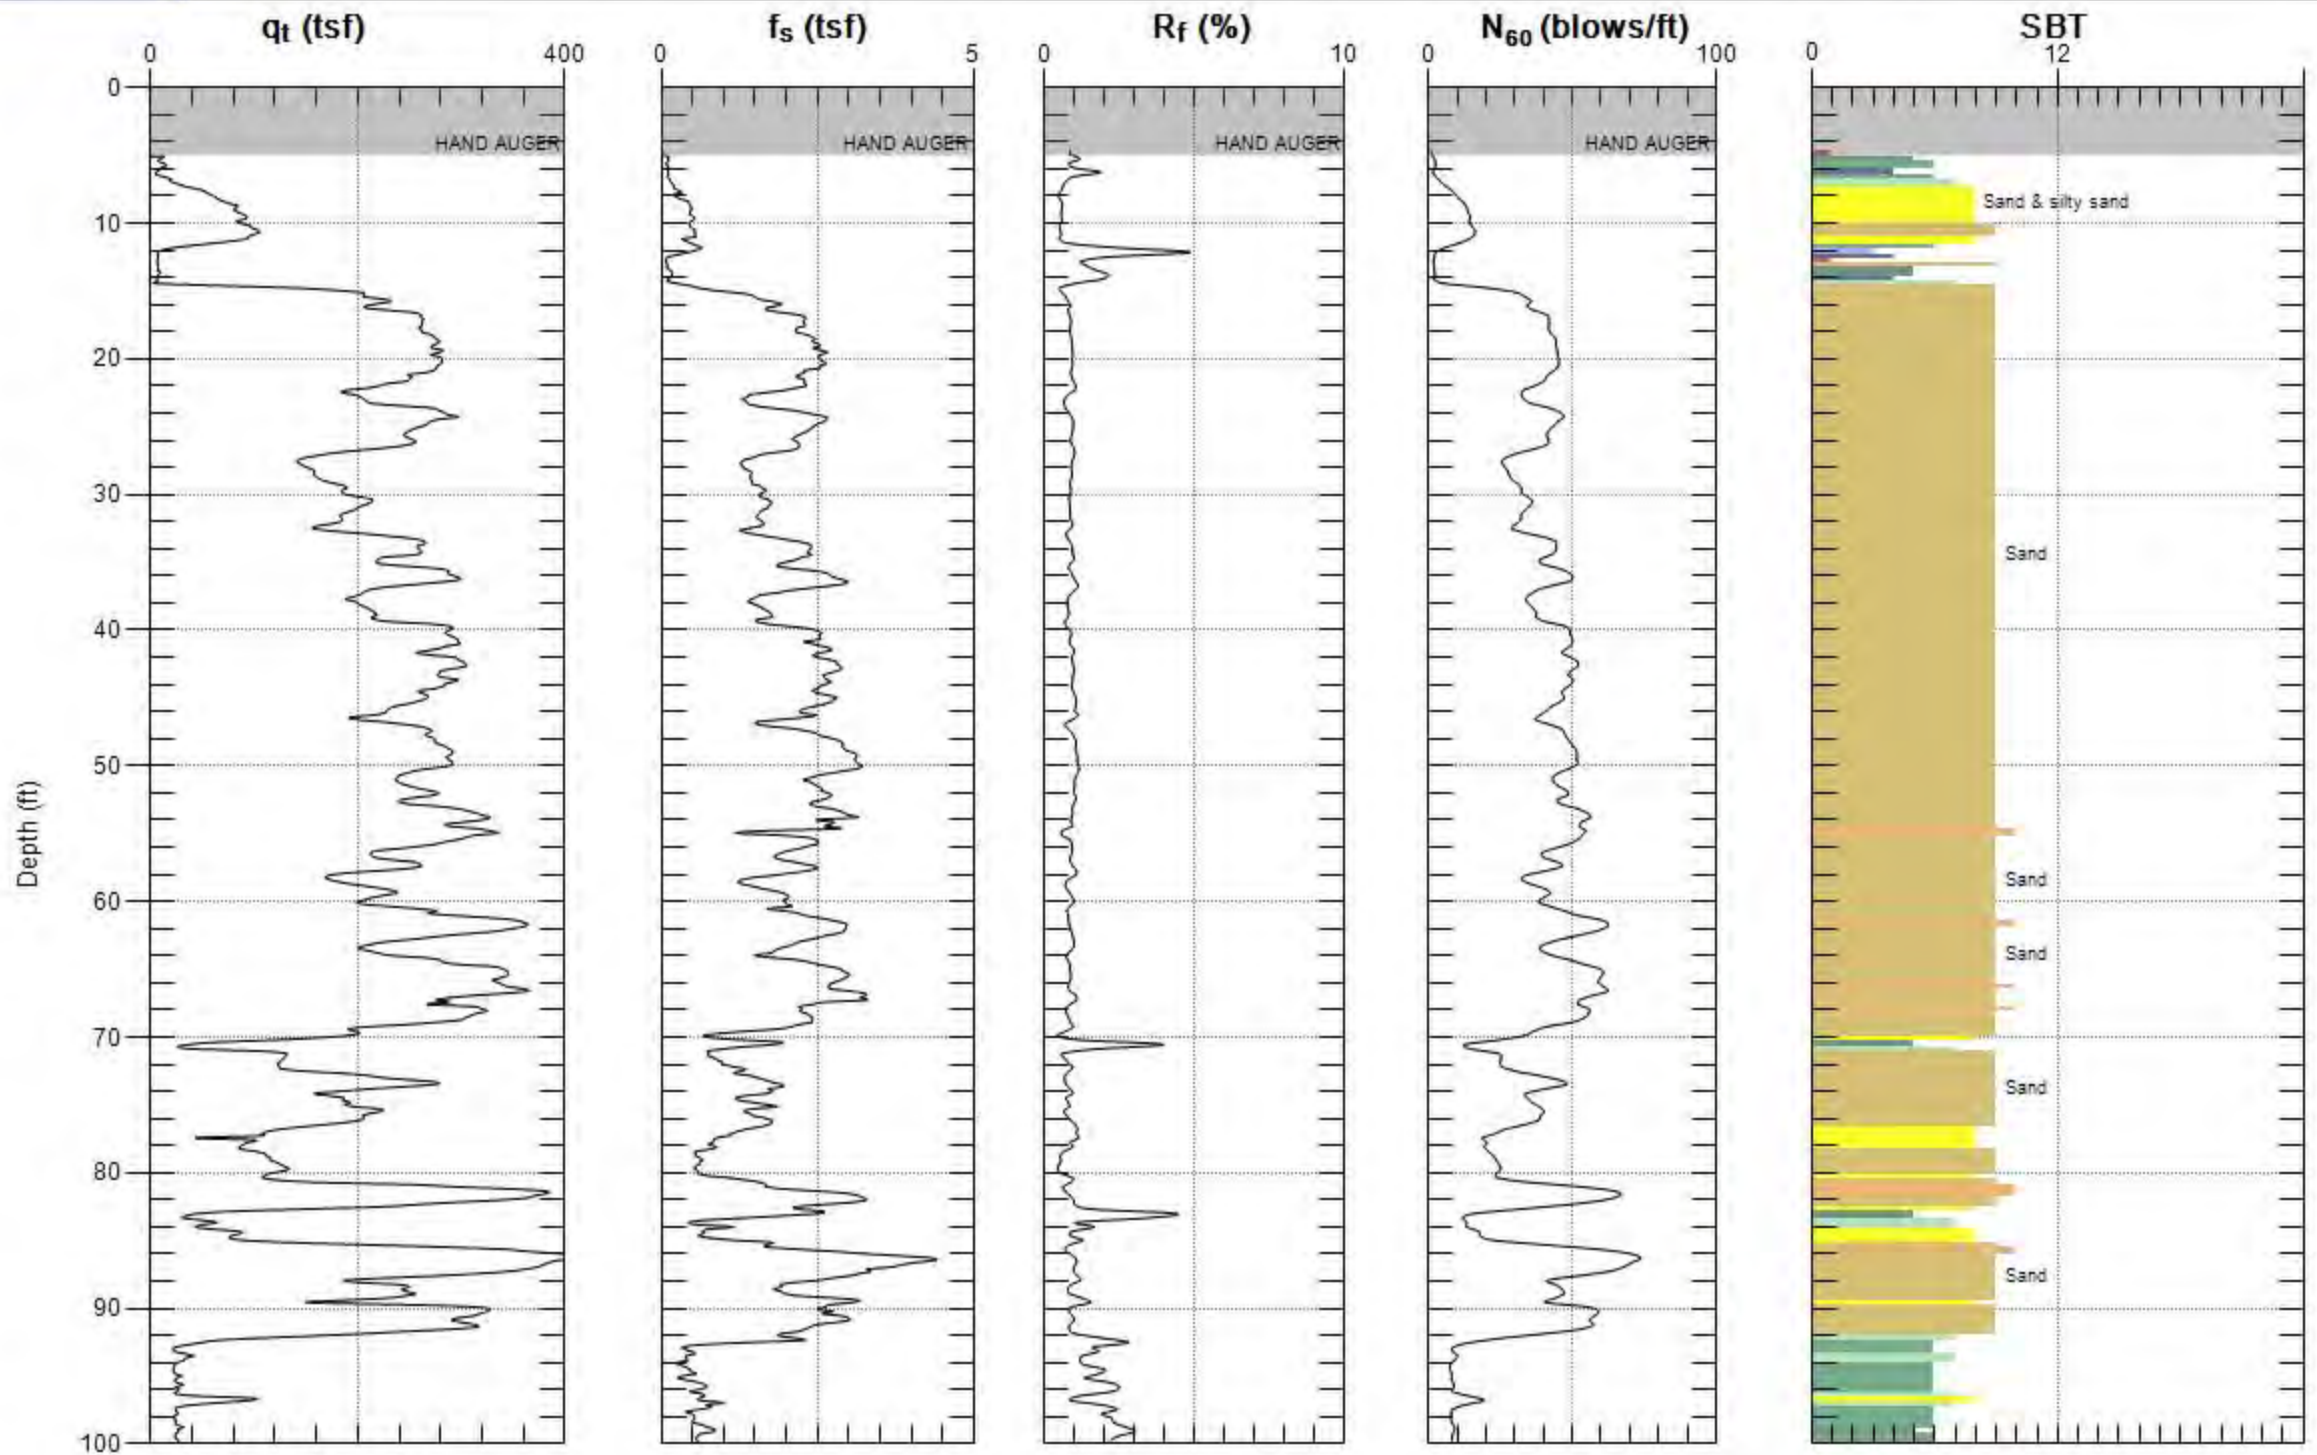 qt (tsf) fs (tsf) Rf (%) N60 (blows/ft) SBT
0 400 0 5 0 10 0 100 0 12
0
HAND AUGER HAND AUGER HAND AUGER HAND AUGER
Sand & silty sand
10
20
30
Sand
40
50
Depth (ft)
Sand
60
Sand
70
Sand
80
Sand
90
100